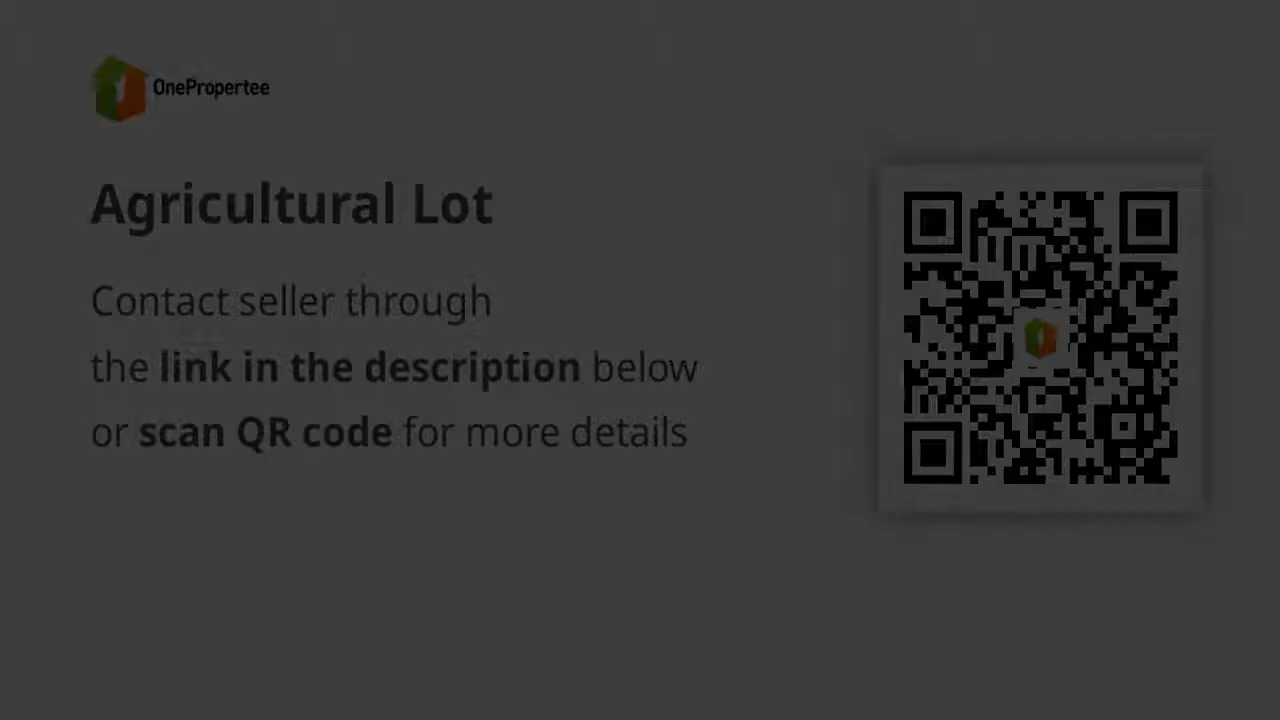 OnePropertee
Agricultural Lot
Contact seller through
the link in the description below
or scan QR code for more details